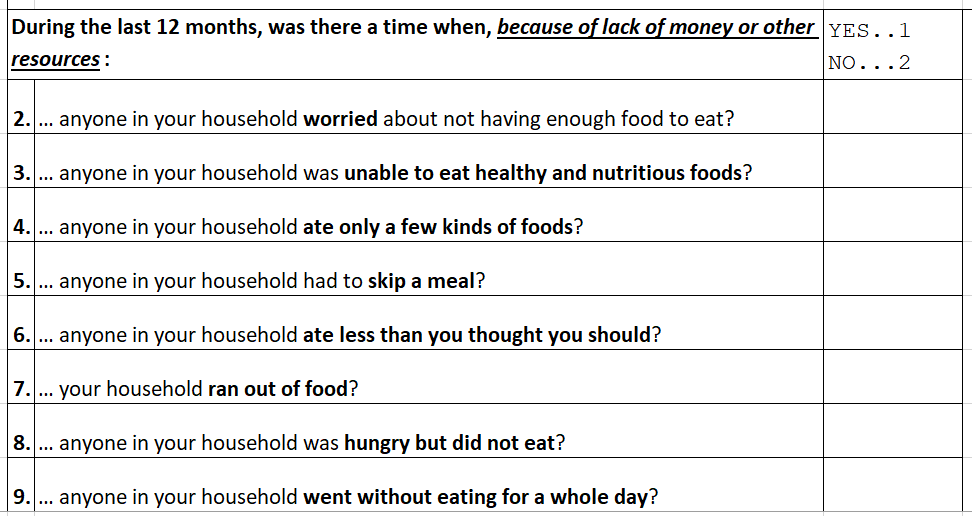 During the last 12 months, was there a time when, because of lack of money or other
resources :
YES..1
NO...2
2. ... anyone in your household worried about not having enough food to eat?
3. ... anyone in your household was unable to eat healthy and nutritious foods?
4. ... anyone in your household ate only a few kinds of foods?
5. ... anyone in your household had to skip a meal?
6. ... anyone in your household ate less than you thought you should?
7. ... your household ran out of food?
8. ... anyone in your household was hungry but did not eat?
9. ... anyone in your household went without eating for a whole day?